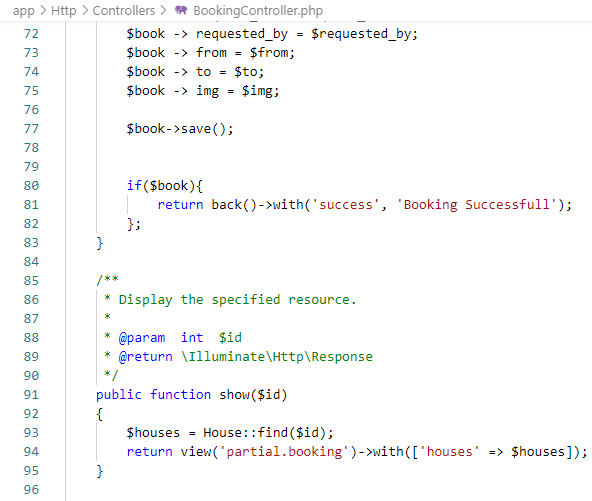 app > Http > Controllers > BookingController.php
72 $book -> requested_by = $requested_by;
73 $book -> from = $from;
74 $book -> to = $to;
75 $book -> img = $img;
76
77 $book->save();
78
79
80 if($book){
81 return back()->with('success', 'Booking Successfull');
82 };
83 }
84
85 /**
86 * Display the specified resource.
87 *
88 * @param  int  $id
89 * @return \Illuminate\Http\Response
90 */
91 public function show($id)
92 {
93 $houses = House::find($id);
94 return view('partial.booking')->with(['houses' => $houses]);
95 }
96